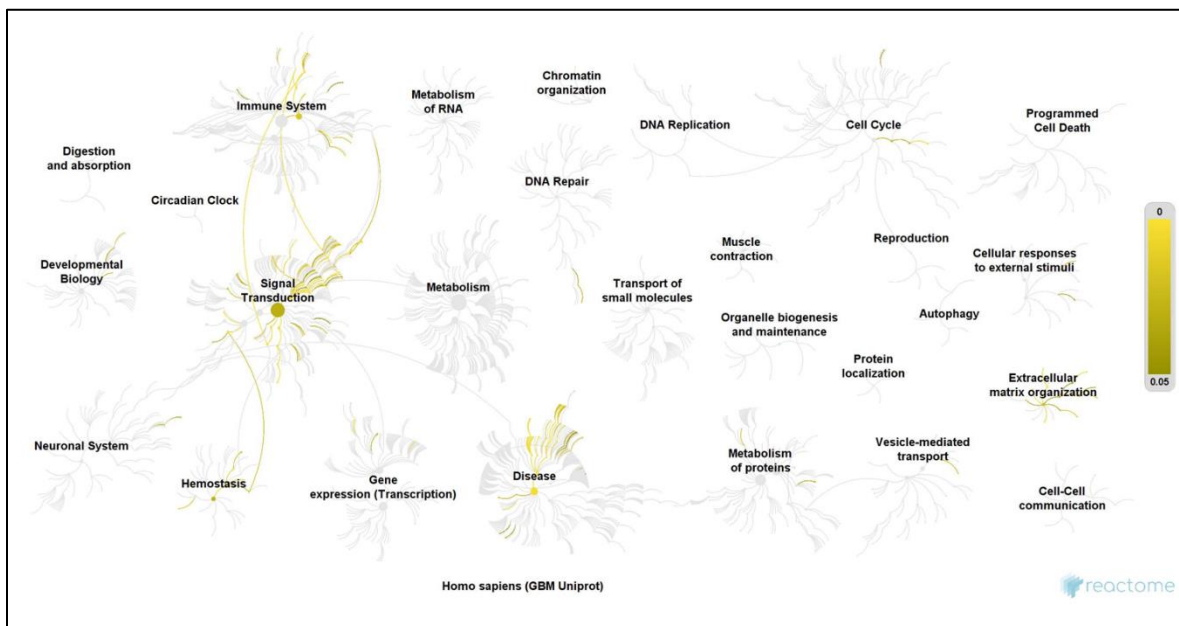 Immune System
Metabolism
of RNA
Chromatin
organization
DNA Replication
Cell Cycle
Programmed
Cell Death
Digestion
and absorption
Circadian Clock
DNA Repair
Developmental
Biology
Signal
Transduction
Metabolism
Transport of
small molecules
Muscle
contraction
Reproduction
Cellular responses
to external stimuli
Organelle biogenesis
and maintenance
Autophagy
Protein
localization
Extracellular
matrix organization
0
0.05
Neuronal System
Hemostasis
Gene
expression (Transcription)
Disease
Metabolism
of proteins
Vesicle-mediated
transport
Cell-Cell
communication
Homo sapiens (GBM Uniprot)
reactome